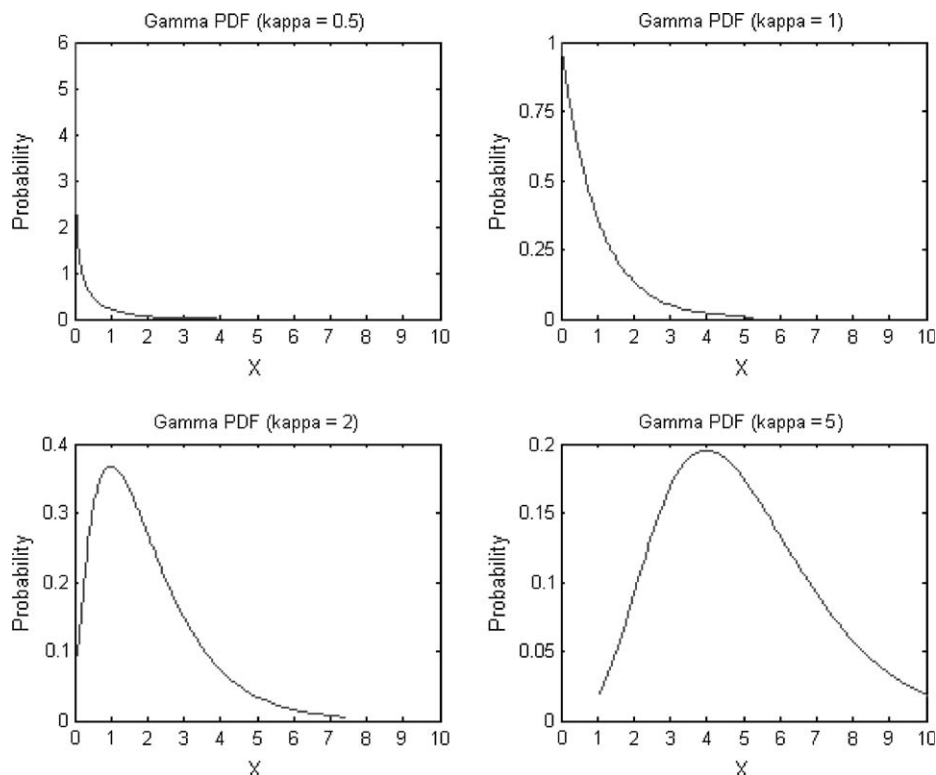 Gamma PDF (kappa = 0.5)
6
5
4
3
2
1
0
Probability
0 1 2 3 4 5 6 7 8 9 10
X
Gamma PDF (kappa = 1)
1
0.75
0.5
0.25
0
Probability
0 1 2 3 4 5 6 7 8 9 10
X
Gamma PDF (kappa = 2)
0.4
0.3
0.2
0.1
0
Probability
0 1 2 3 4 5 6 7 8 9 10
X
Gamma PDF (kappa = 5)
0.2
0.15
0.1
0.05
0
Probability
0 1 2 3 4 5 6 7 8 9 10
X